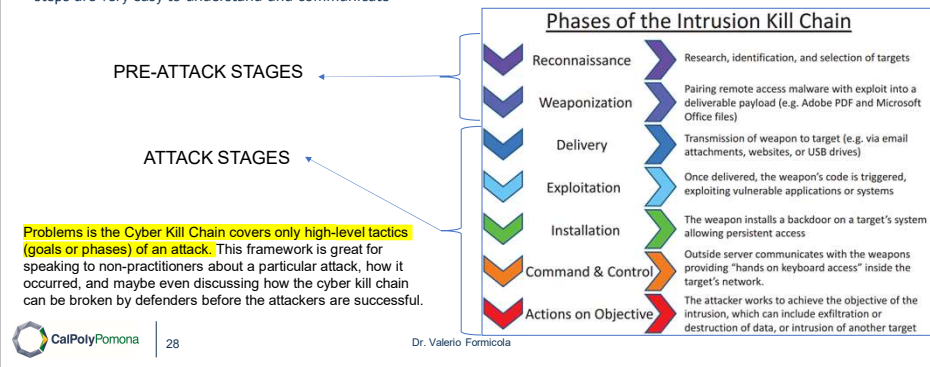 steps are very easy to understand and communicate
PRE-ATTACK STAGES
ATTACK STAGES
Problems is the Cyber Kill Chain covers only high-level tactics
(goals or phases) of an attack. This framework is great for
speaking to non-practitioners about a particular attack, how it
occurred, and maybe even discussing how the cyber kill chain
can be broken by defenders before the attackers are successful.
Phases of the Intrusion Kill Chain
Reconnaissance
Research, identification, and selection of targets
Weaponization
Pairing remote access malware with exploit into a
deliverable payload (e.g. Adobe PDF and Microsoft
Office files)
Delivery
Transmission of weapon to target (e.g. via email
attachments, websites, or USB drives)
Exploitation
Once delivered, the weapon's code is triggered,
exploiting vulnerable applications or systems
Installation
The weapon installs a backdoor on a target's system
allowing persistent access
Command & Control
Outside server communicates with the weapons
providing "hands on keyboard access" inside the
target's network.
Actions on Objective
The attacker works to achieve the objective of the
intrusion, which can include exfiltration or
destruction of data, or intrusion of another target
CalPolyPomona
28
Dr. Valerio Formicola